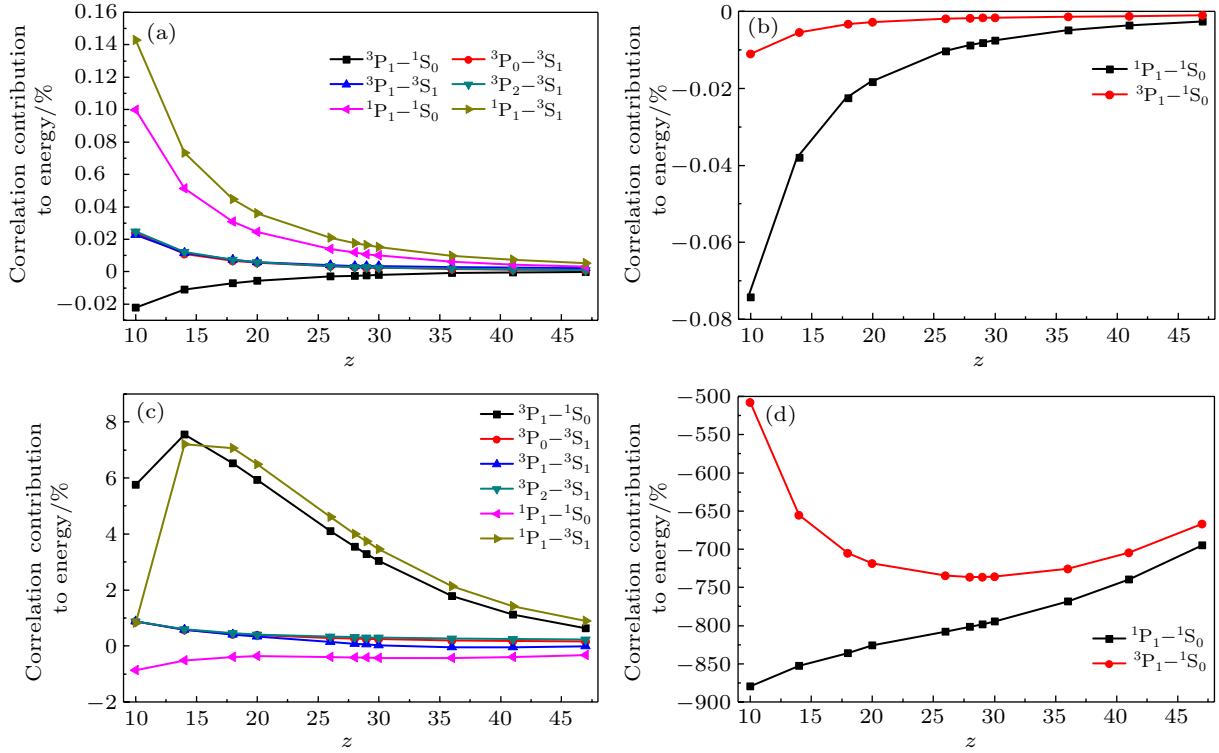 Correlation contribution
to energy/%
(a)
0.16
0.14
0.12
0.10
0.08
0.06
0.04
0.02
0
−0.02
³P₁−¹S₀ ³P₀−³S₁
³P₁−³S₁ ³P₂−³S₁
¹P₁−¹S₀ ¹P₁−³S₁
10 15 20 25 30 35 40 45
z
Correlation contribution
to energy/%
(b)
0
−0.02
−0.04
−0.06
−0.08
¹P₁−¹S₀
³P₁−¹S₀
10 15 20 25 30 35 40 45
z
Correlation contribution
to energy/%
(c)
8
6
4
2
0
−2
³P₁−¹S₀
³P₀−³S₁
³P₁−³S₁
³P₂−³S₁
¹P₁−¹S₀
¹P₁−³S₁
10 15 20 25 30 35 40 45
z
Correlation contribution
to energy/%
(d)
−500
−550
−600
−650
−700
−750
−800
−850
−900
¹P₁−¹S₀
³P₁−¹S₀
10 15 20 25 30 35 40 45
z